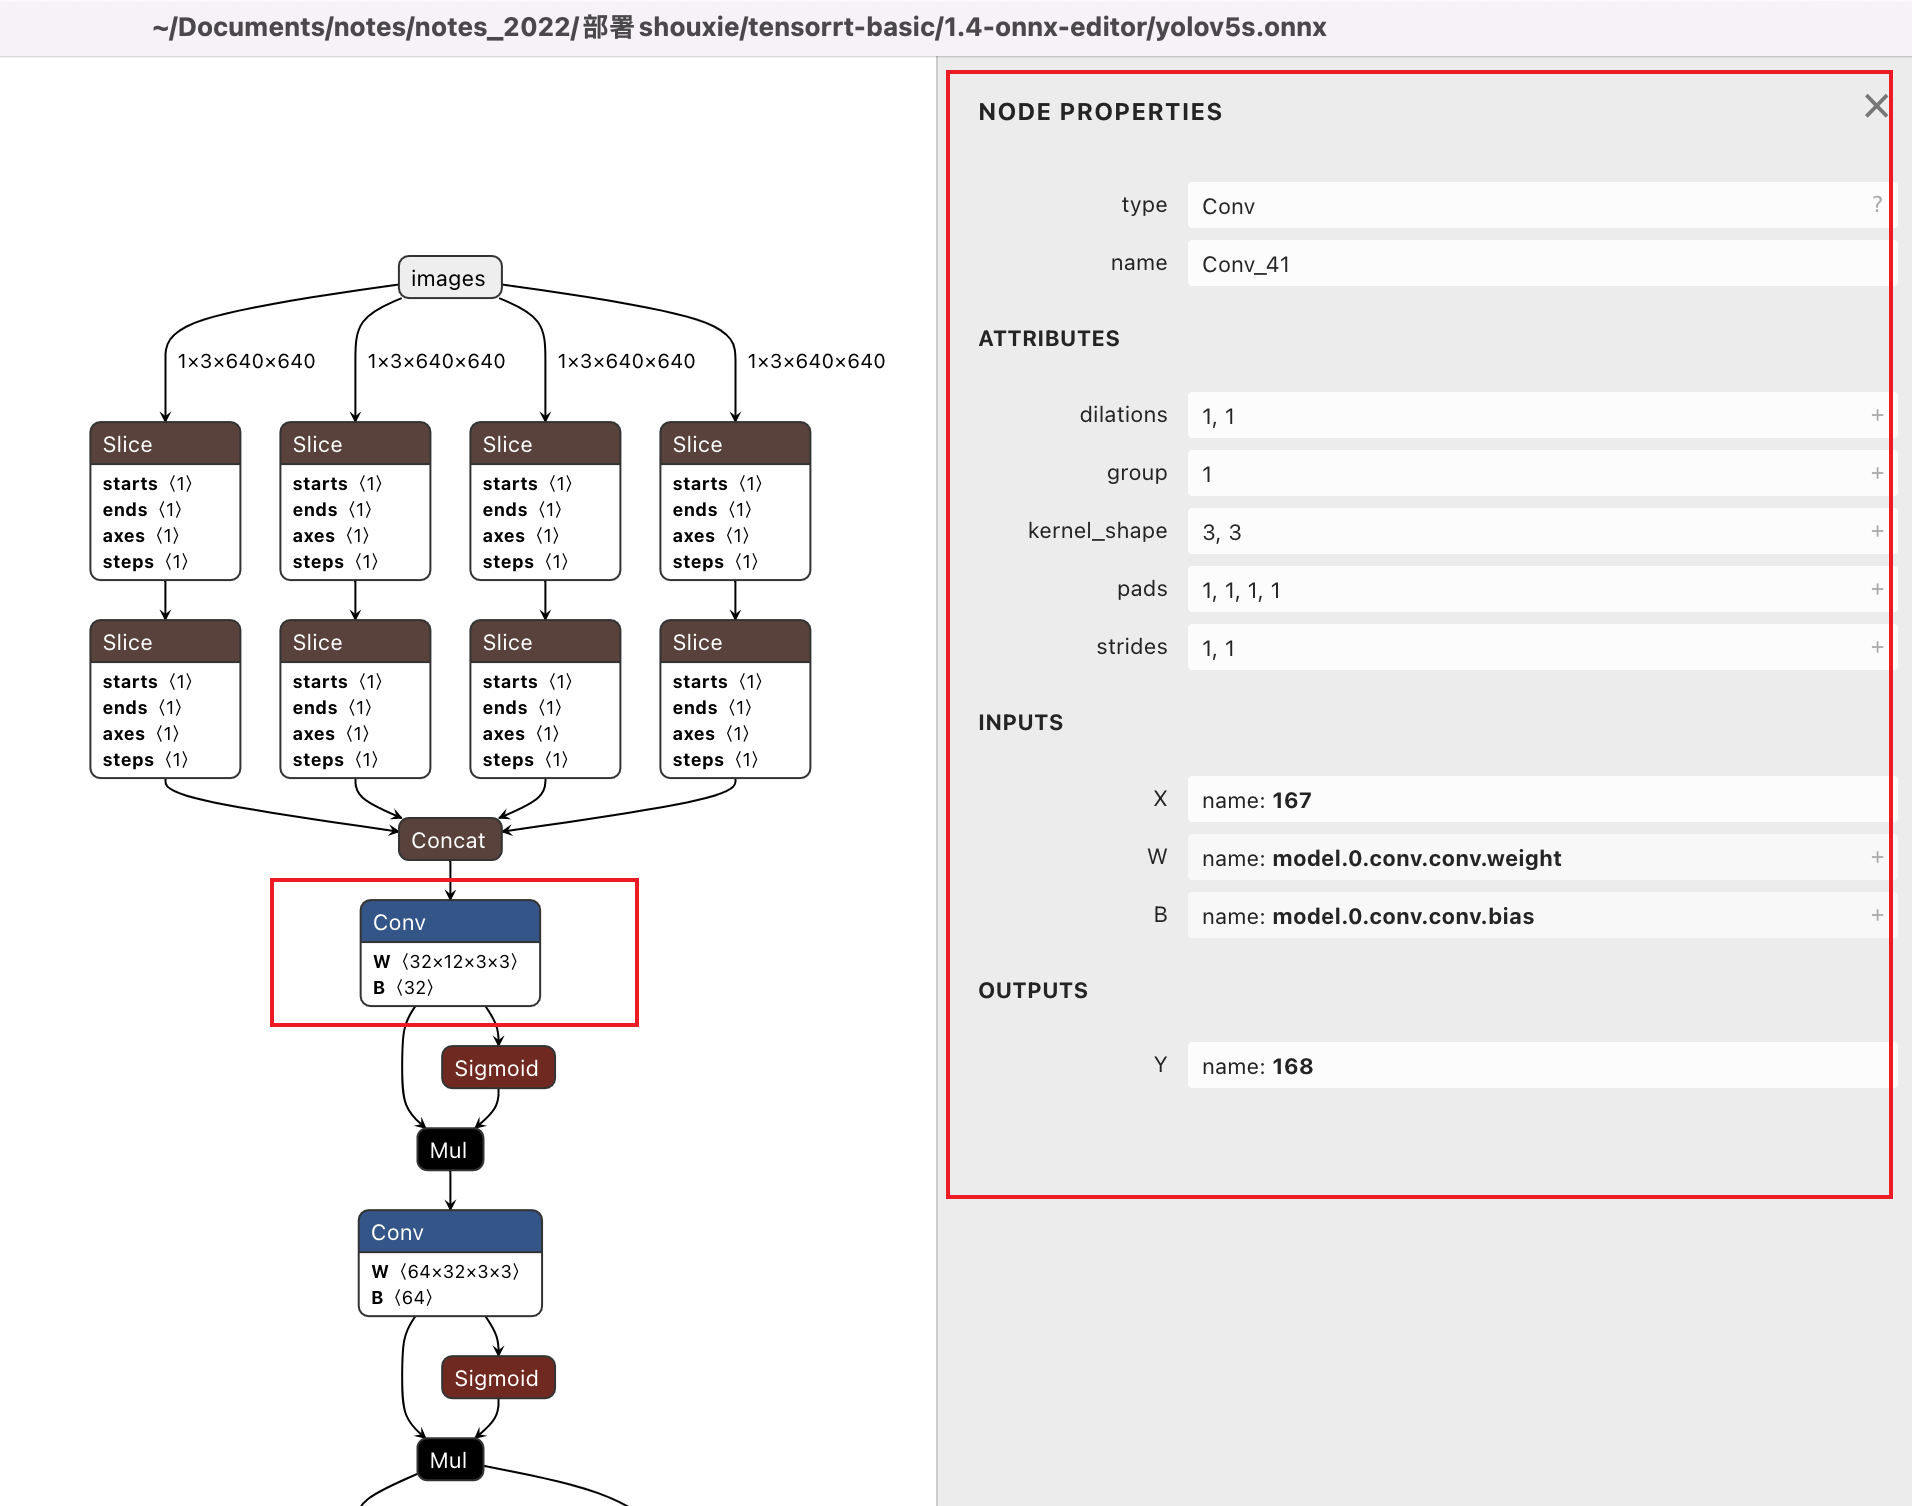 ~/Documents/notes/notes_2022/部署shouxie/tensorrt-basic/1.4-onnx-editor/yolov5s.onnx
images
1×3×640×640 1×3×640×640 1×3×640×640 1×3×640×640
Slice Slice Slice Slice
starts 〈1〉 starts 〈1〉 starts 〈1〉 starts 〈1〉
ends 〈1〉 ends 〈1〉 ends 〈1〉 ends 〈1〉
axes 〈1〉 axes 〈1〉 axes 〈1〉 axes 〈1〉
steps 〈1〉 steps 〈1〉 steps 〈1〉 steps 〈1〉
Slice Slice Slice Slice
starts 〈1〉 starts 〈1〉 starts 〈1〉 starts 〈1〉
ends 〈1〉 ends 〈1〉 ends 〈1〉 ends 〈1〉
axes 〈1〉 axes 〈1〉 axes 〈1〉 axes 〈1〉
steps 〈1〉 steps 〈1〉 steps 〈1〉 steps 〈1〉
Concat
Conv
W 〈32×12×3×3〉
B 〈32〉
Sigmoid
Mul
Conv
W 〈64×32×3×3〉
B 〈64〉
Sigmoid
Mul
NODE PROPERTIES
type Conv ?
name Conv_41
ATTRIBUTES
dilations 1, 1 +
group 1 +
kernel_shape 3, 3 +
pads 1, 1, 1, 1 +
strides 1, 1 +
INPUTS
X name: 167
W name: model.0.conv.conv.weight +
B name: model.0.conv.conv.bias +
OUTPUTS
Y name: 168